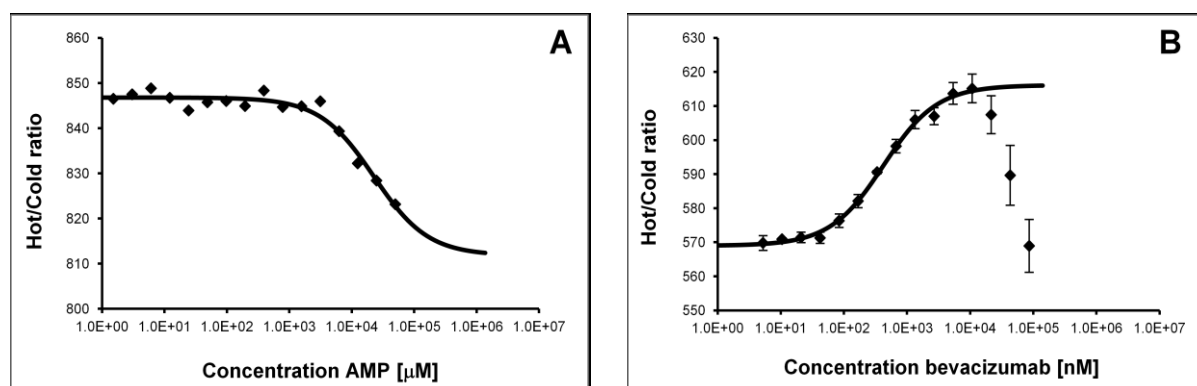 A
860
850
840
830
820
810
800
Hot/Cold ratio
1.0E+00 1.0E+01 1.0E+02 1.0E+03 1.0E+04 1.0E+05 1.0E+06 1.0E+07
Concentration AMP [μM]
B
630
620
610
600
590
580
570
560
550
Hot/Cold ratio
1.0E+00 1.0E+01 1.0E+02 1.0E+03 1.0E+04 1.0E+05 1.0E+06 1.0E+07
Concentration bevacizumab [nM]